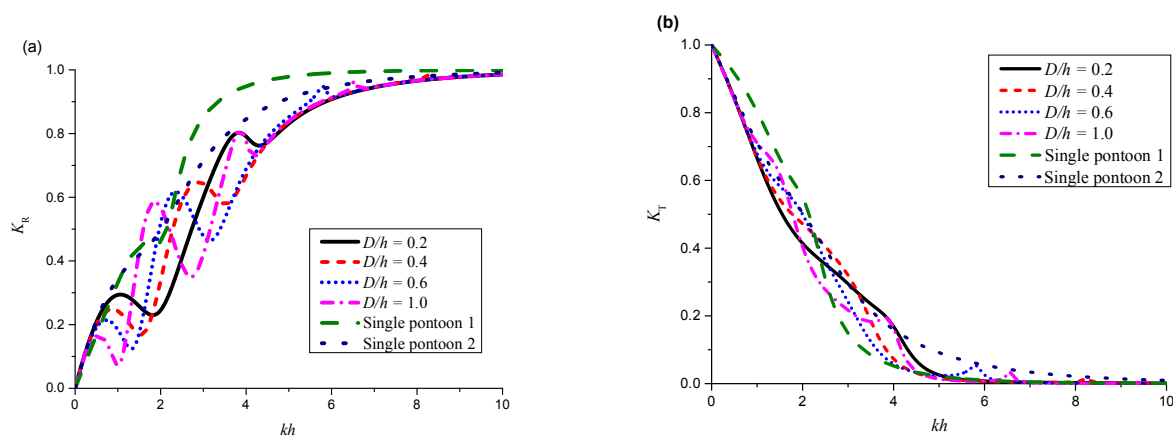 (a)
1.0
0.8
0.6
0.4
0.2
0.0
K_R
0 2 4 6 8 10
kh
D/h = 0.2
D/h = 0.4
D/h = 0.6
D/h = 1.0
Single pontoon 1
Single pontoon 2
(b)
1.0
0.8
0.6
0.4
0.2
0.0
K_T
0 2 4 6 8 10
kh
D/h = 0.2
D/h = 0.4
D/h = 0.6
D/h = 1.0
Single pontoon 1
Single pontoon 2